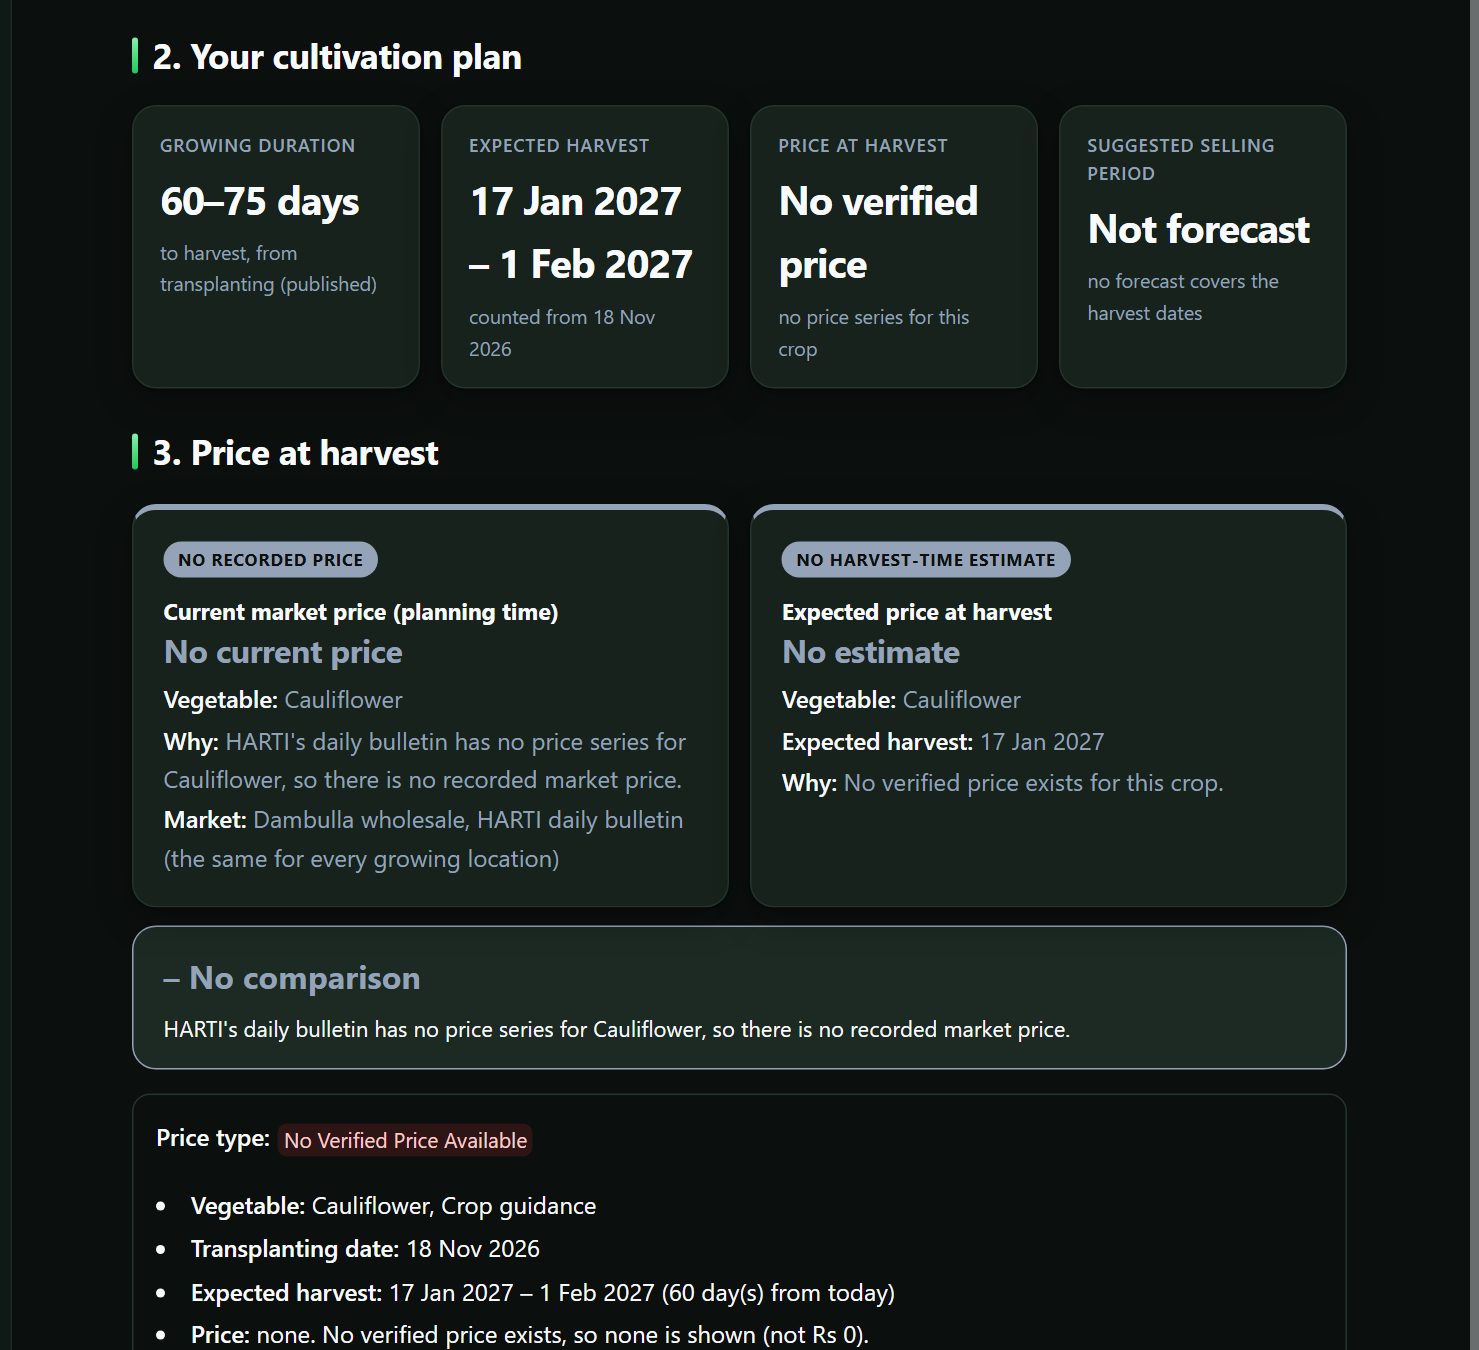 2. Your cultivation plan
GROWING DURATION
60–75 days
to harvest, from
transplanting (published)
EXPECTED HARVEST
17 Jan 2027
– 1 Feb 2027
counted from 18 Nov
2026
PRICE AT HARVEST
No verified
price
no price series for this
crop
SUGGESTED SELLING
PERIOD
Not forecast
no forecast covers the
harvest dates
3. Price at harvest
NO RECORDED PRICE
Current market price (planning time)
No current price
Vegetable: Cauliflower
Why: HARTI's daily bulletin has no price series for
Cauliflower, so there is no recorded market price.
Market: Dambulla wholesale, HARTI daily bulletin
(the same for every growing location)
NO HARVEST-TIME ESTIMATE
Expected price at harvest
No estimate
Vegetable: Cauliflower
Expected harvest: 17 Jan 2027
Why: No verified price exists for this crop.
– No comparison
HARTI's daily bulletin has no price series for Cauliflower, so there is no recorded market price.
Price type: No Verified Price Available
• Vegetable: Cauliflower, Crop guidance
• Transplanting date: 18 Nov 2026
• Expected harvest: 17 Jan 2027 – 1 Feb 2027 (60 day(s) from today)
• Price: none. No verified price exists, so none is shown (not Rs 0).